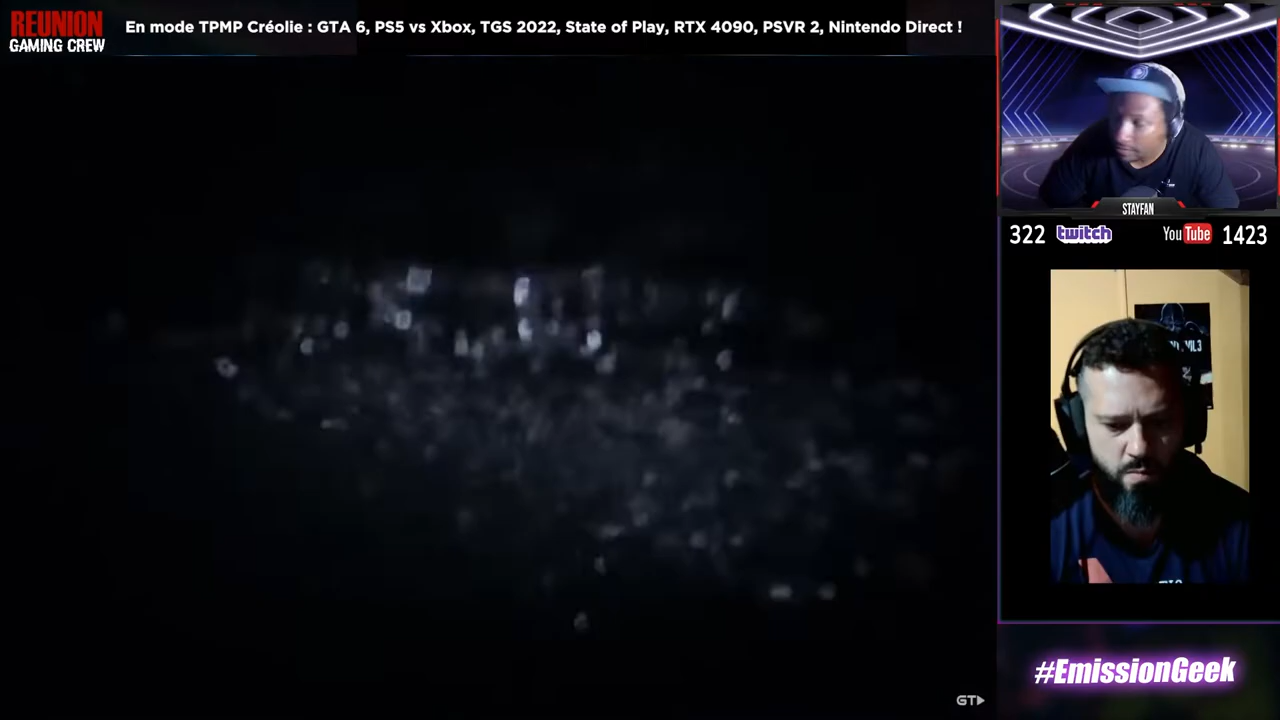 REUNION
GAMING CREW
En mode TPMP Créolie : GTA 6, PS5 vs Xbox, TGS 2022, State of Play, RTX 4090, PSVR 2, Nintendo Direct !
STAYFAN
322 twitch YouTube 1423
#EmissionGeek
GT